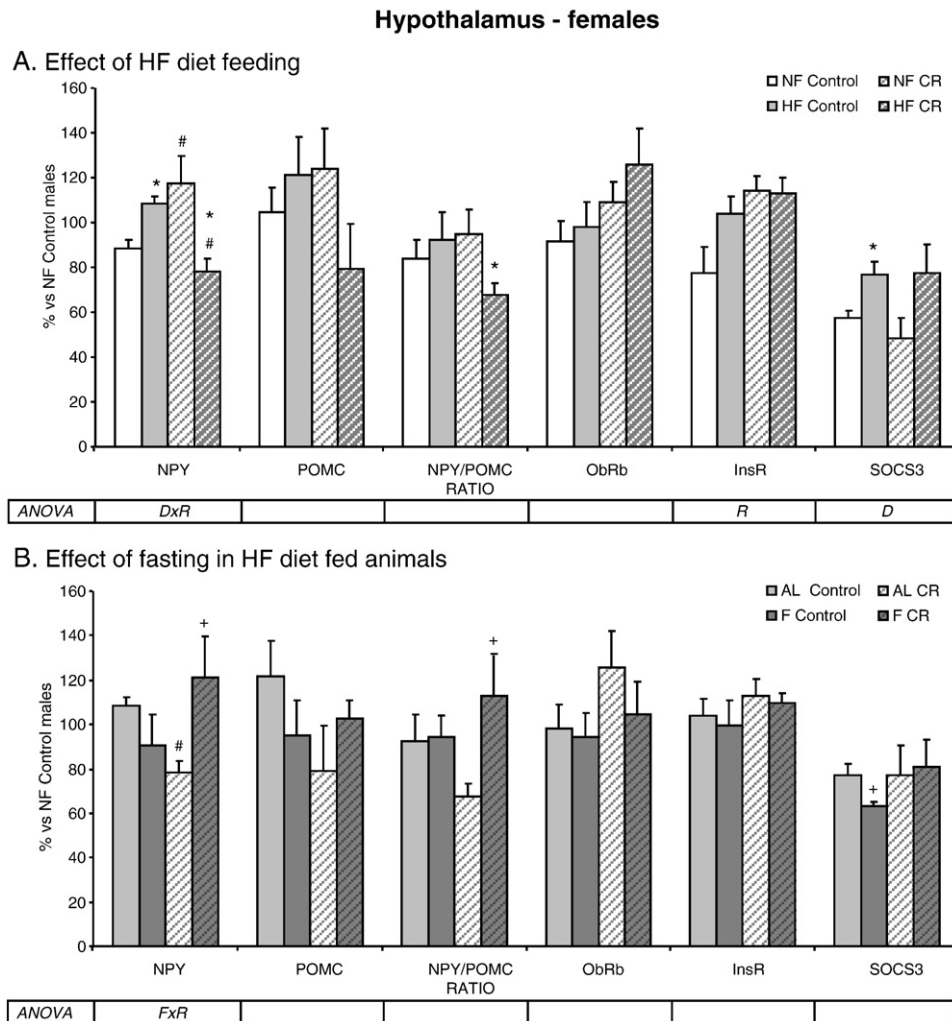 Hypothalamus - females
A. Effect of HF diet feeding
NF Control NF CR
HF Control HF CR
% vs NF Control males
160
140
120
100
80
60
40
20
0
*
#
*
#
*
*
NPY POMC NPY/POMC RATIO ObRb InsR SOCS3
ANOVA DxR R D
B. Effect of fasting in HF diet fed animals
AL Control AL CR
F Control F CR
% vs NF Control males
160
140
120
100
80
60
40
20
0
#
+
+
+
NPY POMC NPY/POMC RATIO ObRb InsR SOCS3
ANOVA FxR